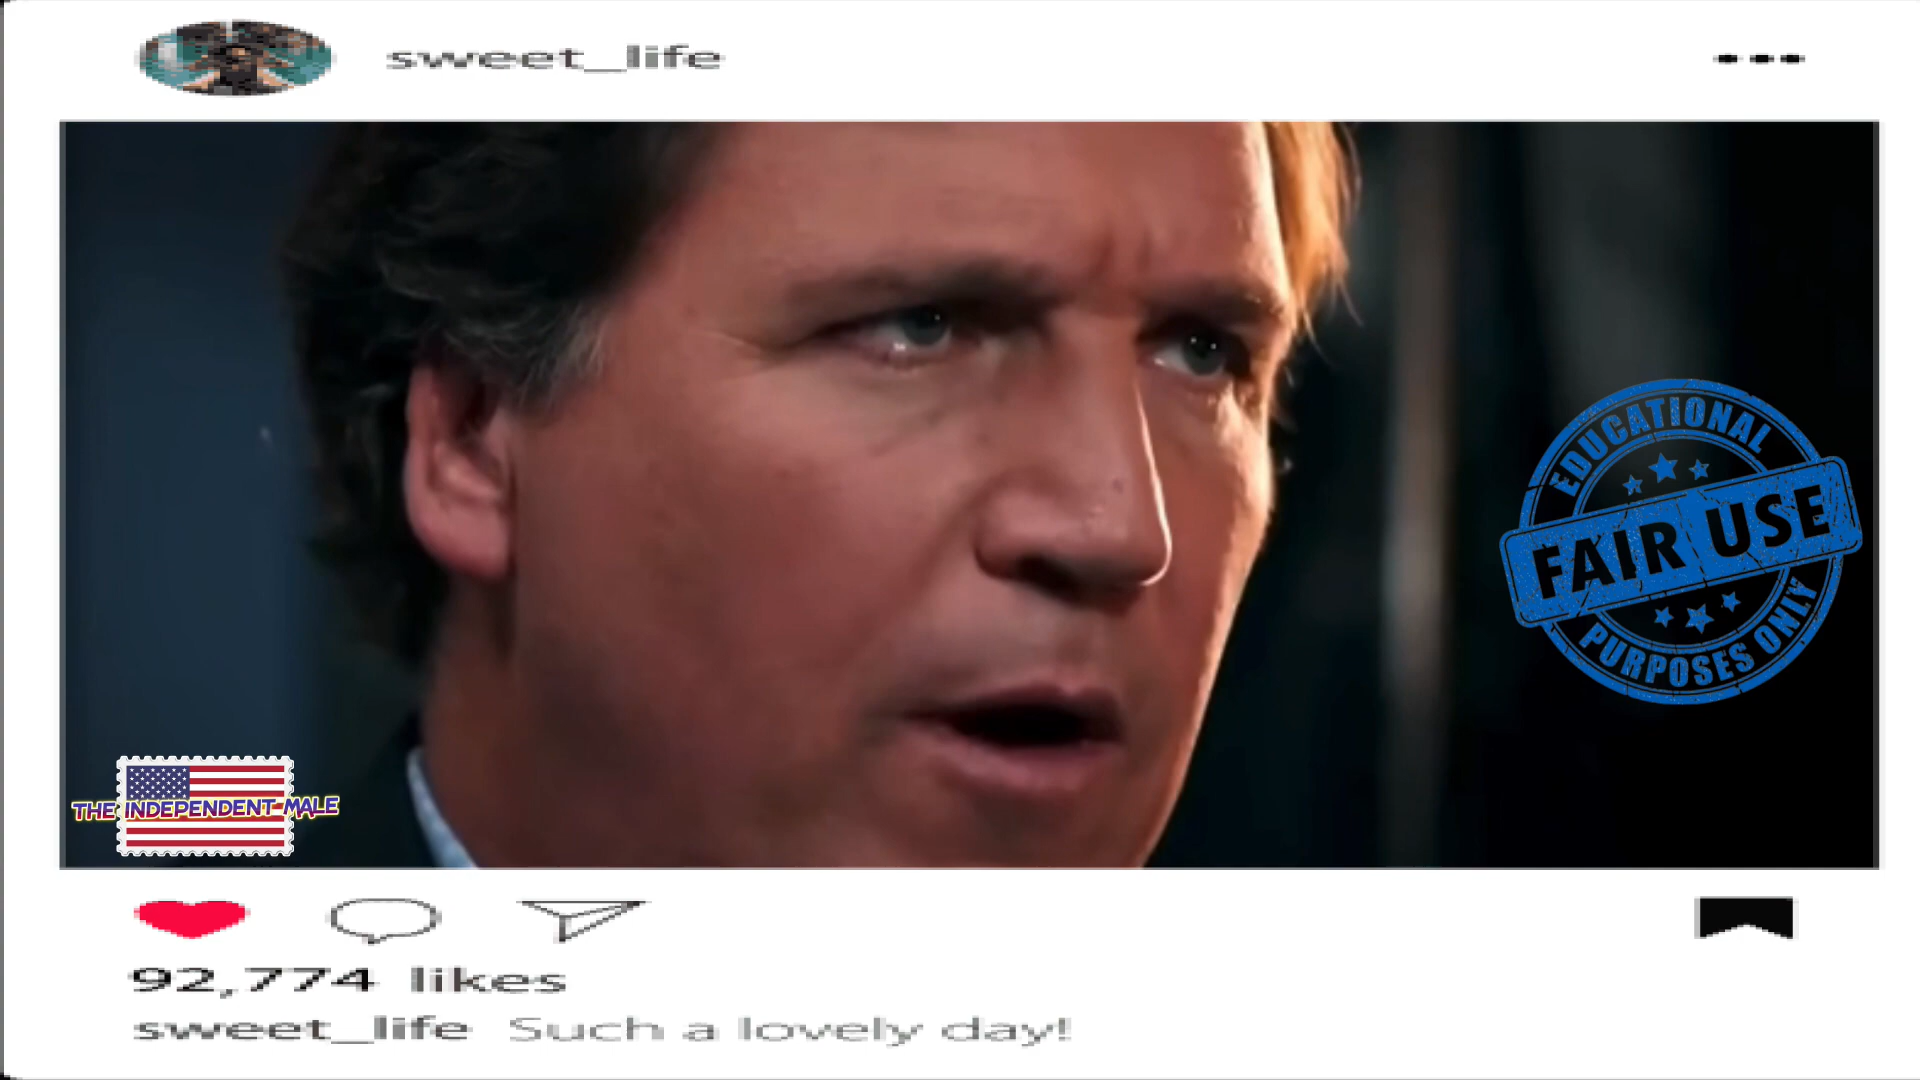 sweet_life
EDUCATIONAL
FAIR USE
PURPOSES ONLY
THE INDEPENDENT MALE
92,774 likes
sweet_life Such a lovely day!